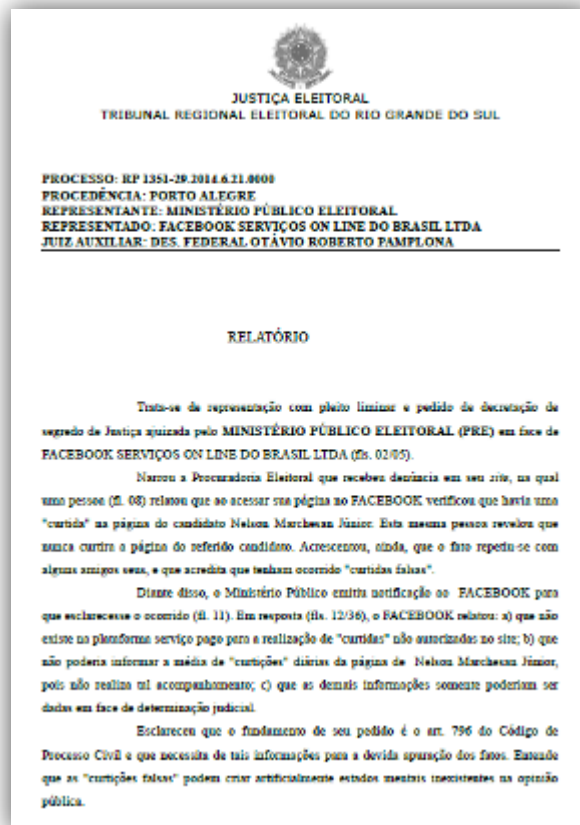 JUSTIÇA ELEITORAL
TRIBUNAL REGIONAL ELEITORAL DO RIO GRANDE DO SUL
PROCESSO: RP 1351-29.2014.6.21.0000
PROCEDÊNCIA: PORTO ALEGRE
REPRESENTANTE: MINISTÉRIO PÚBLICO ELEITORAL
REPRESENTADO: FACEBOOK SERVIÇOS ON LINE DO BRASIL LTDA
JUIZ AUXILIAR: DES. FEDERAL OTÁVIO ROBERTO PAMPLONA
RELATÓRIO
Trata-se de representação com pleito liminar e pedido de decretação de
segredo de Justiça ajuizada pelo MINISTÉRIO PÚBLICO ELEITORAL (PRE) em face de
FACEBOOK SERVIÇOS ON LINE DO BRASIL LTDA (fls. 02/05).
Narrou a Procuradoria Eleitoral que recebeu denúncia em seu site, na qual
uma pessoa (fl. 08) relatou que ao acessar sua página no FACEBOOK verificou que havia uma
"curtida" na página do candidato Nelson Marchesan Júnior. Esta mesma pessoa revelou que
nunca curtira a página do referido candidato. Acrescentou, ainda, que o fato repetiu-se com
alguns amigos seus, e que acredita que tenham ocorrido "curtidas falsas".
Diante disso, o Ministério Público emitiu notificação ao FACEBOOK para
que esclarecesse o ocorrido (fl. 11). Em resposta (fls. 12/36), o FACEBOOK relatou: a) que não
existe na plataforma serviço pago para a realização de "curtidas" não autorizadas no site; b) que
não poderia informar a média de "curtições" diárias da página de Nelson Marchesan Júnior,
pois não realiza tal acompanhamento; c) que as demais informações somente poderiam ser
dadas em face de determinação judicial.
Esclareceu que o fundamento de seu pedido é o art. 796 do Código de
Processo Civil e que necessita de tais informações para a devida apuração dos fatos. Entende
que as "curtições falsas" podem criar artificialmente estados mentais inexistentes na opinião
pública.